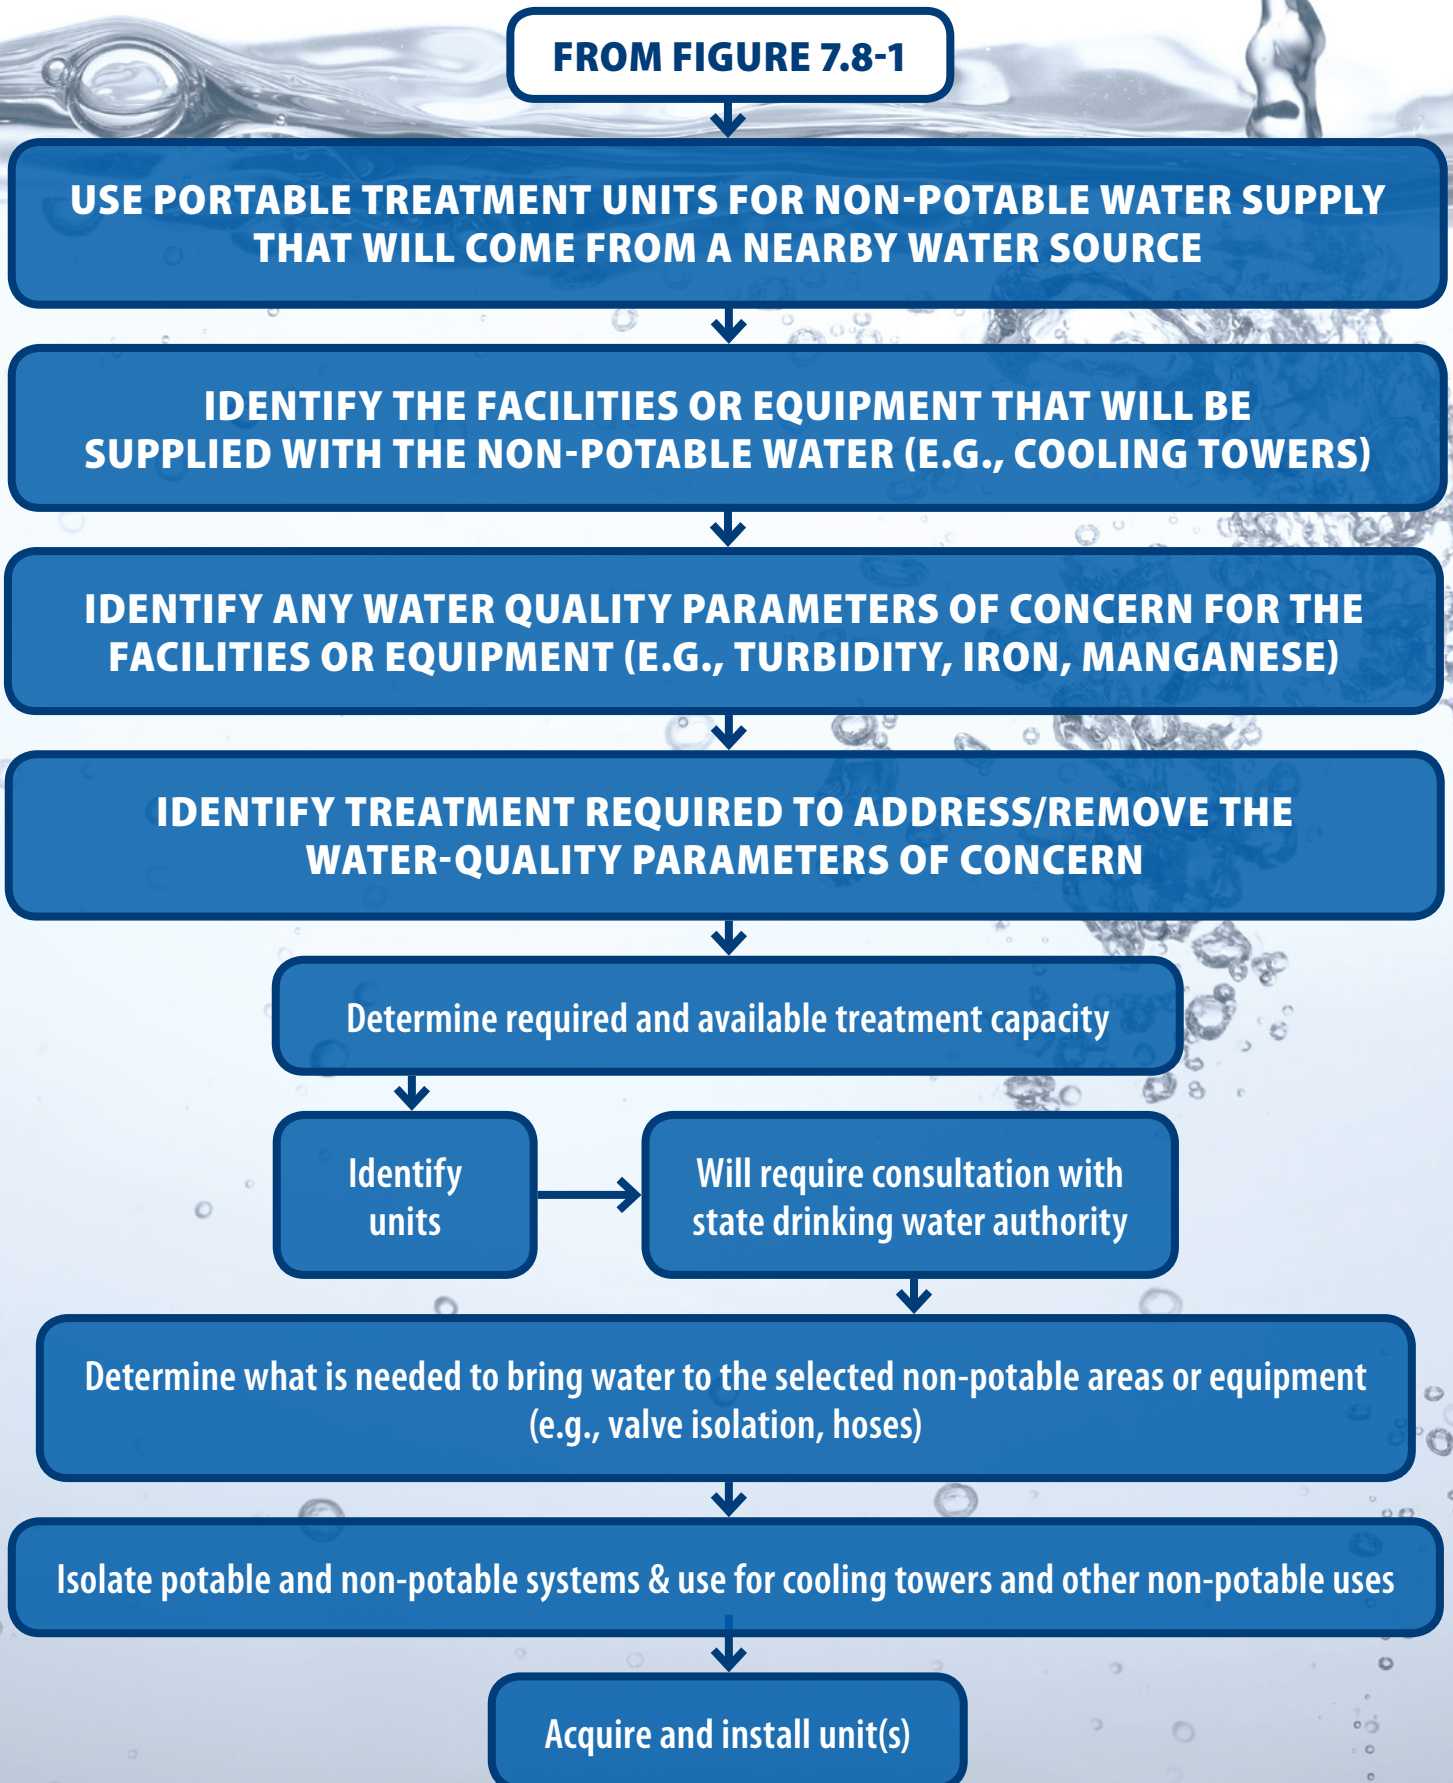 FROM FIGURE 7.8-1
USE PORTABLE TREATMENT UNITS FOR NON-POTABLE WATER SUPPLY
THAT WILL COME FROM A NEARBY WATER SOURCE
IDENTIFY THE FACILITIES OR EQUIPMENT THAT WILL BE
SUPPLIED WITH THE NON-POTABLE WATER (E.G., COOLING TOWERS)
IDENTIFY ANY WATER QUALITY PARAMETERS OF CONCERN FOR THE
FACILITIES OR EQUIPMENT (E.G., TURBIDITY, IRON, MANGANESE)
IDENTIFY TREATMENT REQUIRED TO ADDRESS/REMOVE THE
WATER-QUALITY PARAMETERS OF CONCERN
Determine required and available treatment capacity
Identify
units
Will require consultation with
state drinking water authority
Determine what is needed to bring water to the selected non-potable areas or equipment
(e.g., valve isolation, hoses)
Isolate potable and non-potable systems & use for cooling towers and other non-potable uses
Acquire and install unit(s)